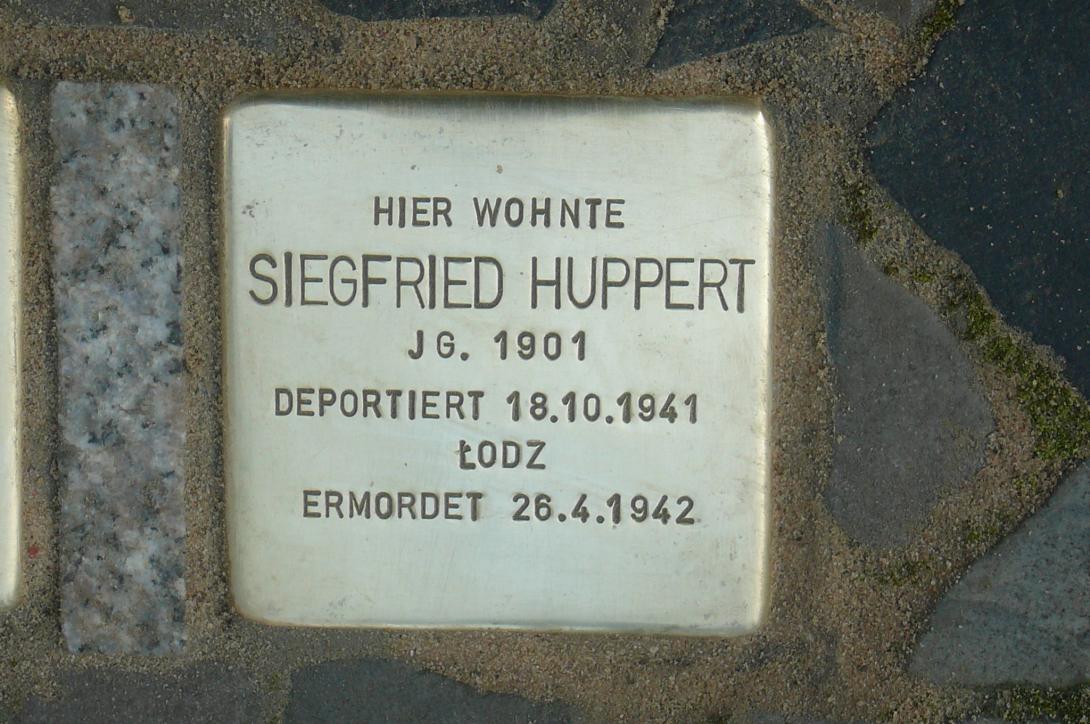 HIER WOHNTE
SIEGFRIED HUPPERT
JG. 1901
DEPORTIERT 18.10.1941
ŁODZ
ERMORDET 26.4.1942